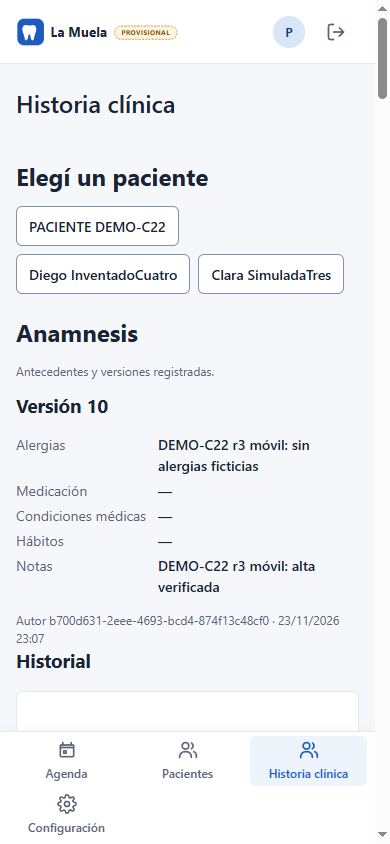 La Muela
PROVISIONAL
P
Historia clínica
Elegí un paciente
PACIENTE DEMO-C22
Diego InventadoCuatro
Clara SimuladaTres
Anamnesis
Antecedentes y versiones registradas.
Versión 10
Alergias
DEMO-C22 r3 móvil: sin
alergias ficticias
Medicación
—
Condiciones médicas
—
Hábitos
—
Notas
DEMO-C22 r3 móvil: alta
verificada
Autor b700d631-2eee-4693-bcd4-874f13c48cf0 · 23/11/2026
23:07
Historial
Agenda
Pacientes
Historia clínica
Configuración